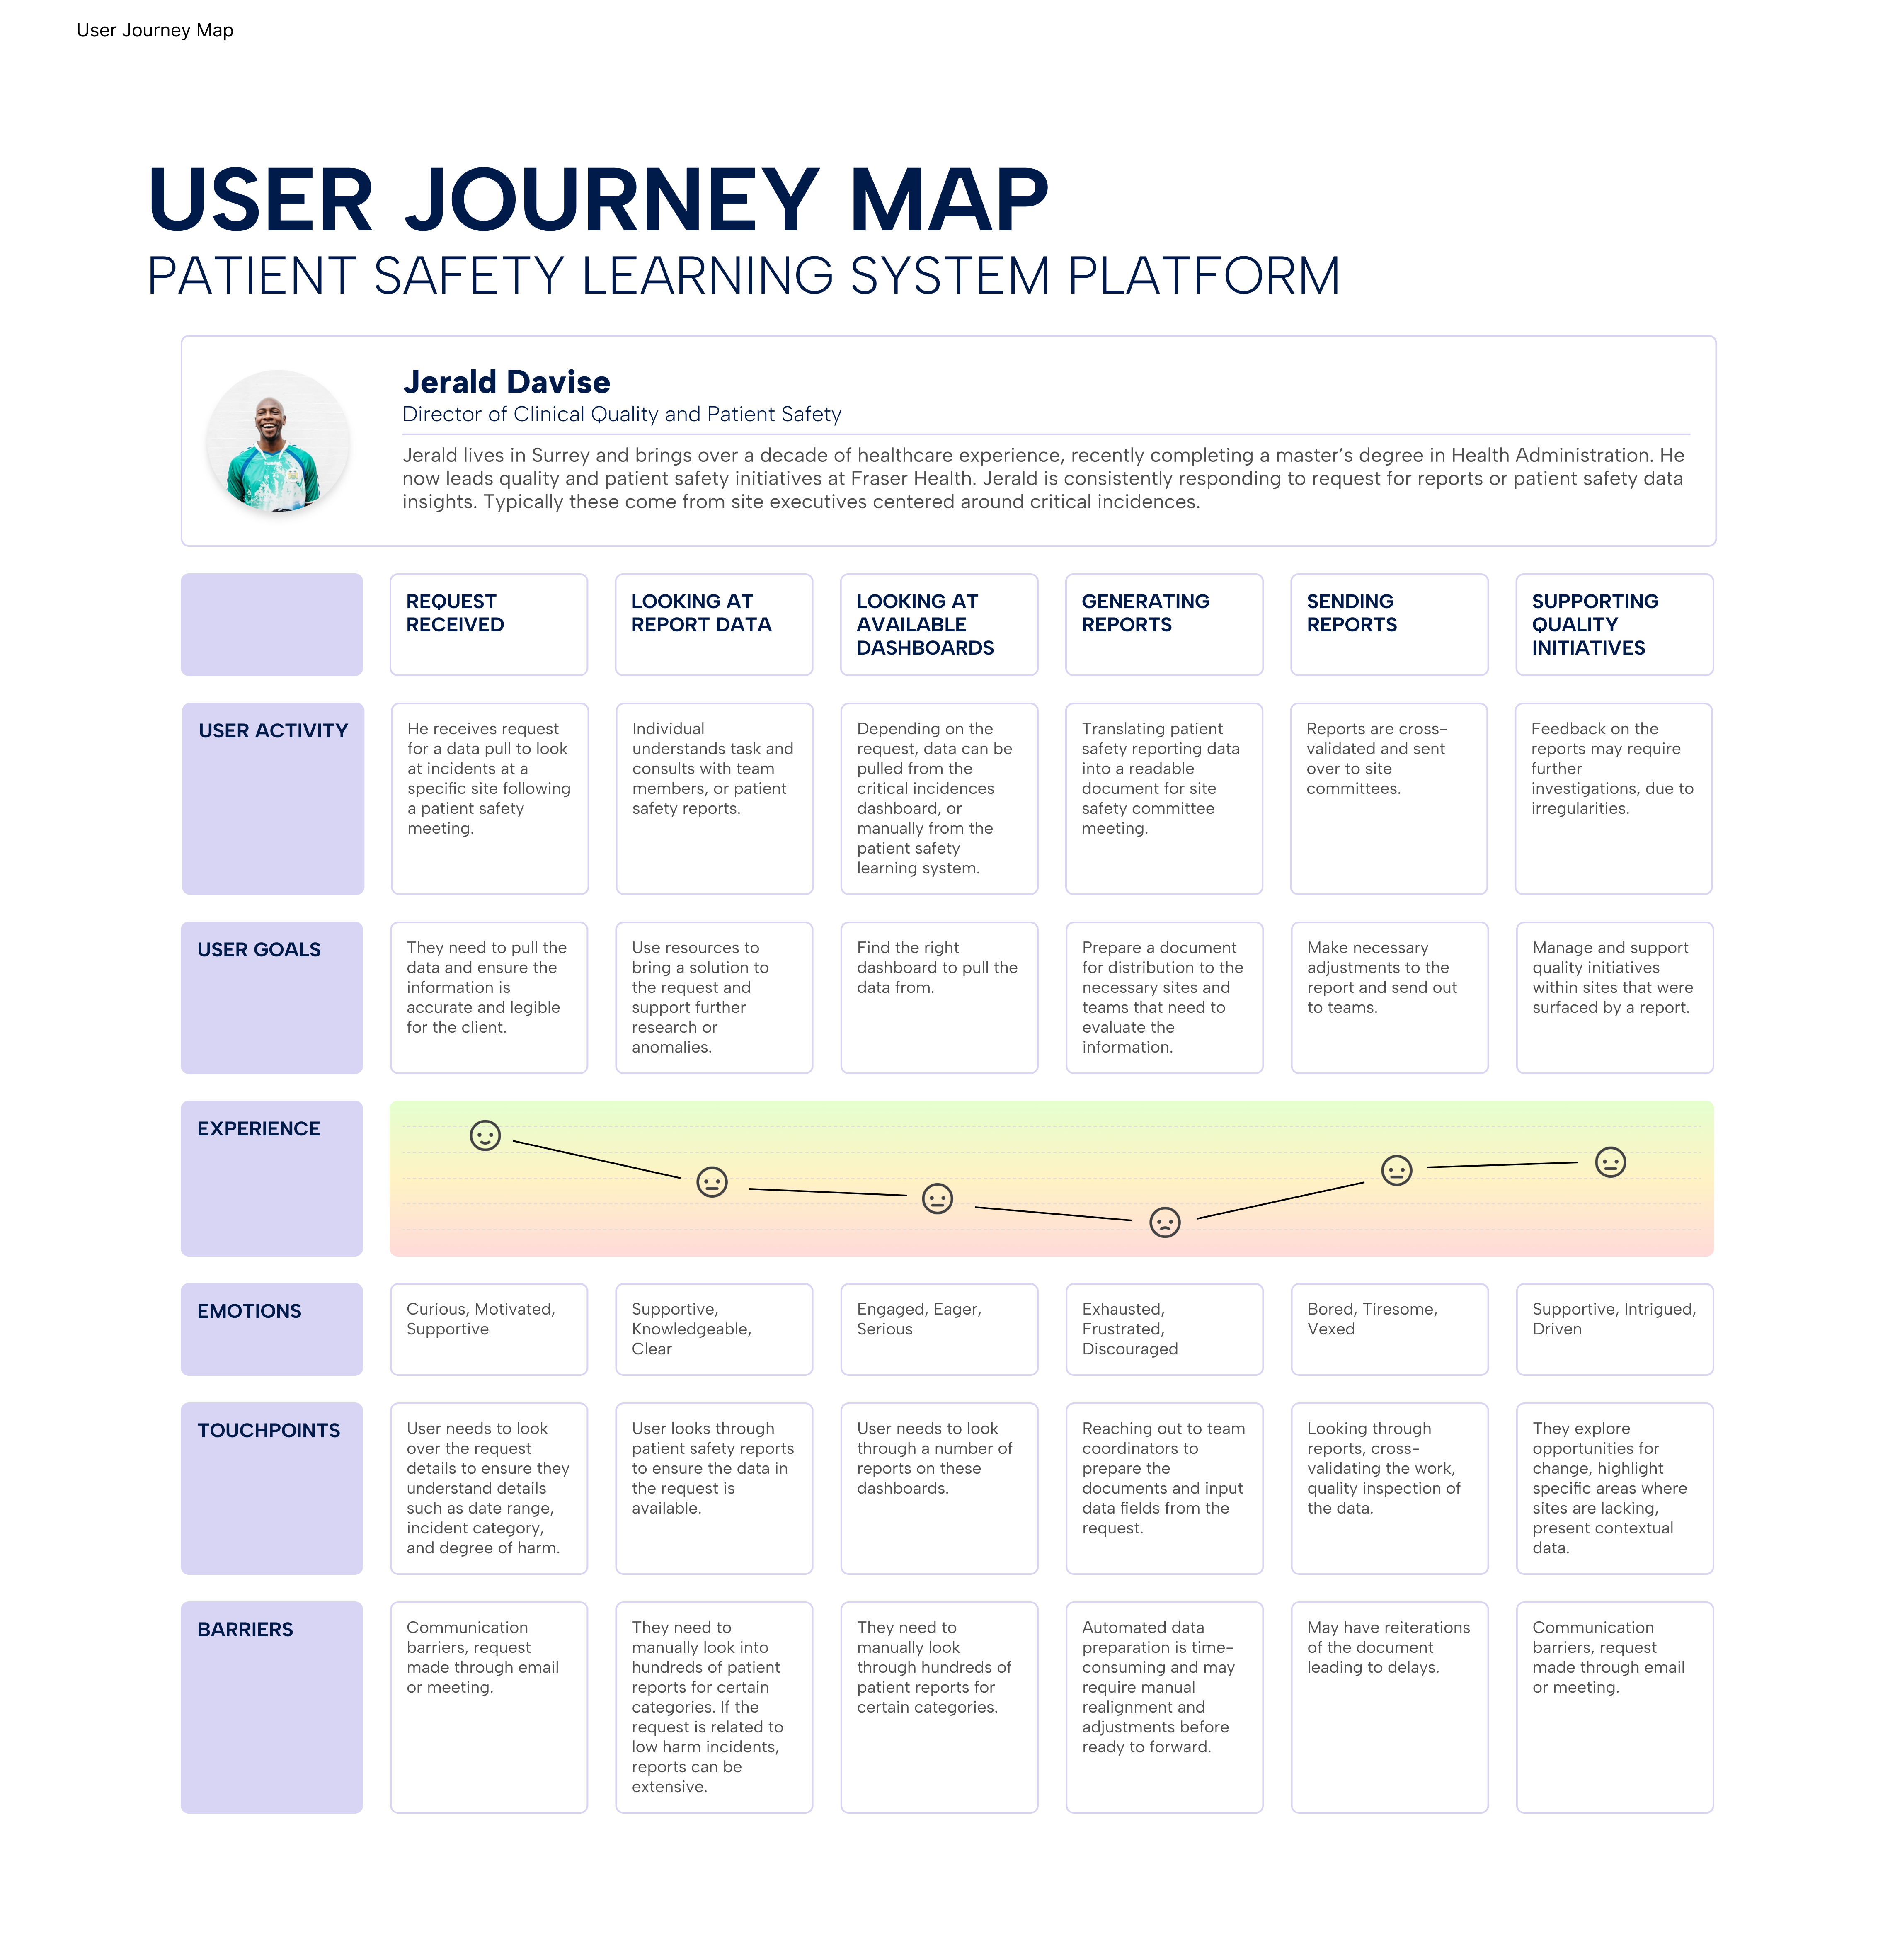 User Journey Map
USER JOURNEY MAP
PATIENT SAFETY LEARNING SYSTEM PLATFORM
Jerald Davise
Director of Clinical Quality and Patient Safety
Jerald lives in Surrey and brings over a decade of healthcare experience, recently completing a master's degree in Health Administration. He
now leads quality and patient safety initiatives at Fraser Health. Jerald is consistently responding to request for reports or patient safety data
insights. Typically these come from site executives centered around critical incidences.
REQUEST
RECEIVED
LOOKING AT
REPORT DATA
LOOKING AT
AVAILABLE
DASHBOARDS
GENERATING
REPORTS
SENDING
REPORTS
SUPPORTING
QUALITY
INITIATIVES
USER ACTIVITY
He receives request
for a data pull to look
at incidents at a
specific site following
a patient safety
meeting.
Individual
understands task and
consults with team
members, or patient
safety reports.
Depending on the
request, data can be
pulled from the
critical incidences
dashboard, or
manually from the
patient safety
learning system.
Translating patient
safety reporting data
into a readable
document for site
safety committee
meeting.
Reports are cross-
validated and sent
over to site
committees.
Feedback on the
reports may require
further
investigations, due to
irregularities.
USER GOALS
They need to pull the
data and ensure the
information is
accurate and legible
for the client.
Use resources to
bring a solution to
the request and
support further
research or
anomalies.
Find the right
dashboard to pull the
data from.
Prepare a document
for distribution to the
necessary sites and
teams that need to
evaluate the
information.
Make necessary
adjustments to the
report and send out
to teams.
Manage and support
quality initiatives
within sites that were
surfaced by a report.
EXPERIENCE
EMOTIONS
Curious, Motivated,
Supportive
Supportive,
Knowledgeable,
Clear
Engaged, Eager,
Serious
Exhausted,
Frustrated,
Discouraged
Bored, Tiresome,
Vexed
Supportive, Intrigued,
Driven
TOUCHPOINTS
User needs to look
over the request
details to ensure they
understand details
such as date range,
incident category,
and degree of harm.
User looks through
patient safety reports
to ensure the data in
the request is
available.
User needs to look
through a number of
reports on these
dashboards.
Reaching out to team
coordinators to
prepare the
documents and input
data fields from the
request.
Looking through
reports, cross-
validating the work,
quality inspection of
the data.
They explore
opportunities for
change, highlight
specific areas where
sites are lacking,
present contextual
data.
BARRIERS
Communication
barriers, request
made through email
or meeting.
They need to
manually look into
hundreds of patient
reports for certain
categories. If the
request is related to
low harm incidents,
reports can be
extensive.
They need to
manually look
through hundreds of
patient reports for
certain categories.
Automated data
preparation is time-
consuming and may
require manual
realignment and
adjustments before
ready to forward.
May have reiterations
of the document
leading to delays.
Communication
barriers, request
made through email
or meeting.